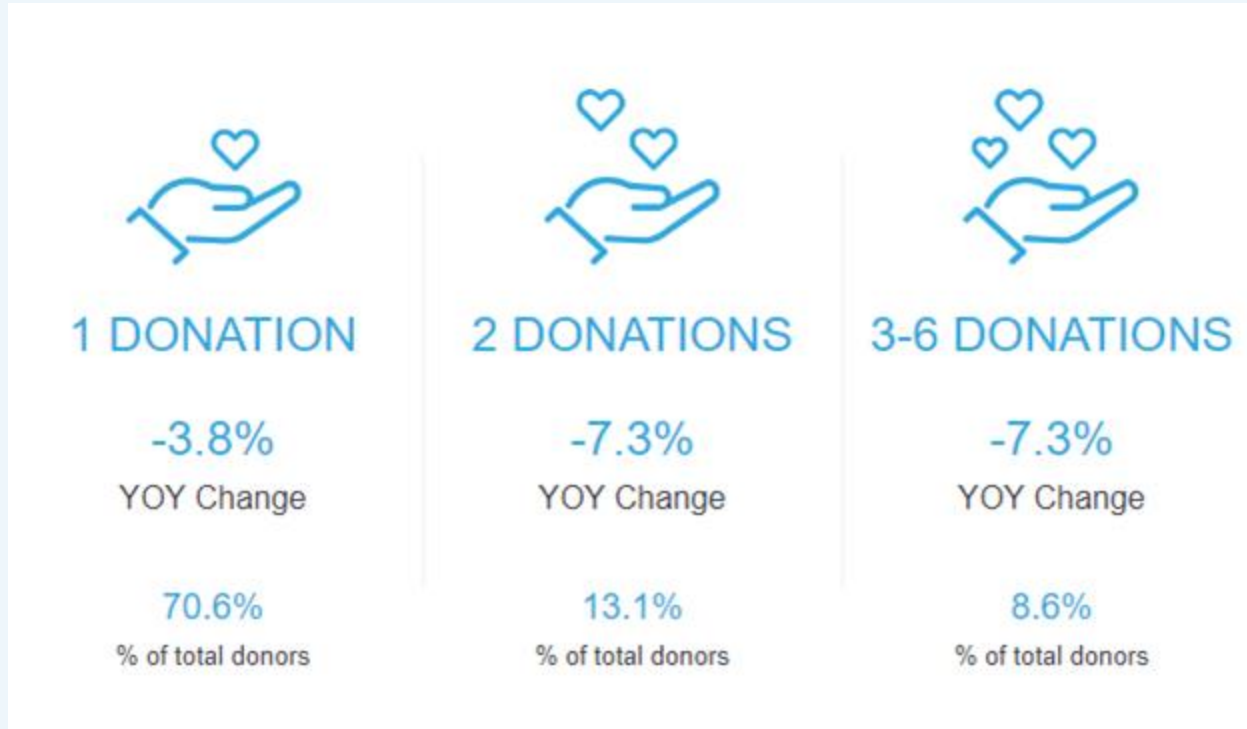 1 DONATION
-3.8%
YOY Change
70.6%
% of total donors
2 DONATIONS
-7.3%
YOY Change
13.1%
% of total donors
3-6 DONATIONS
-7.3%
YOY Change
8.6%
% of total donors